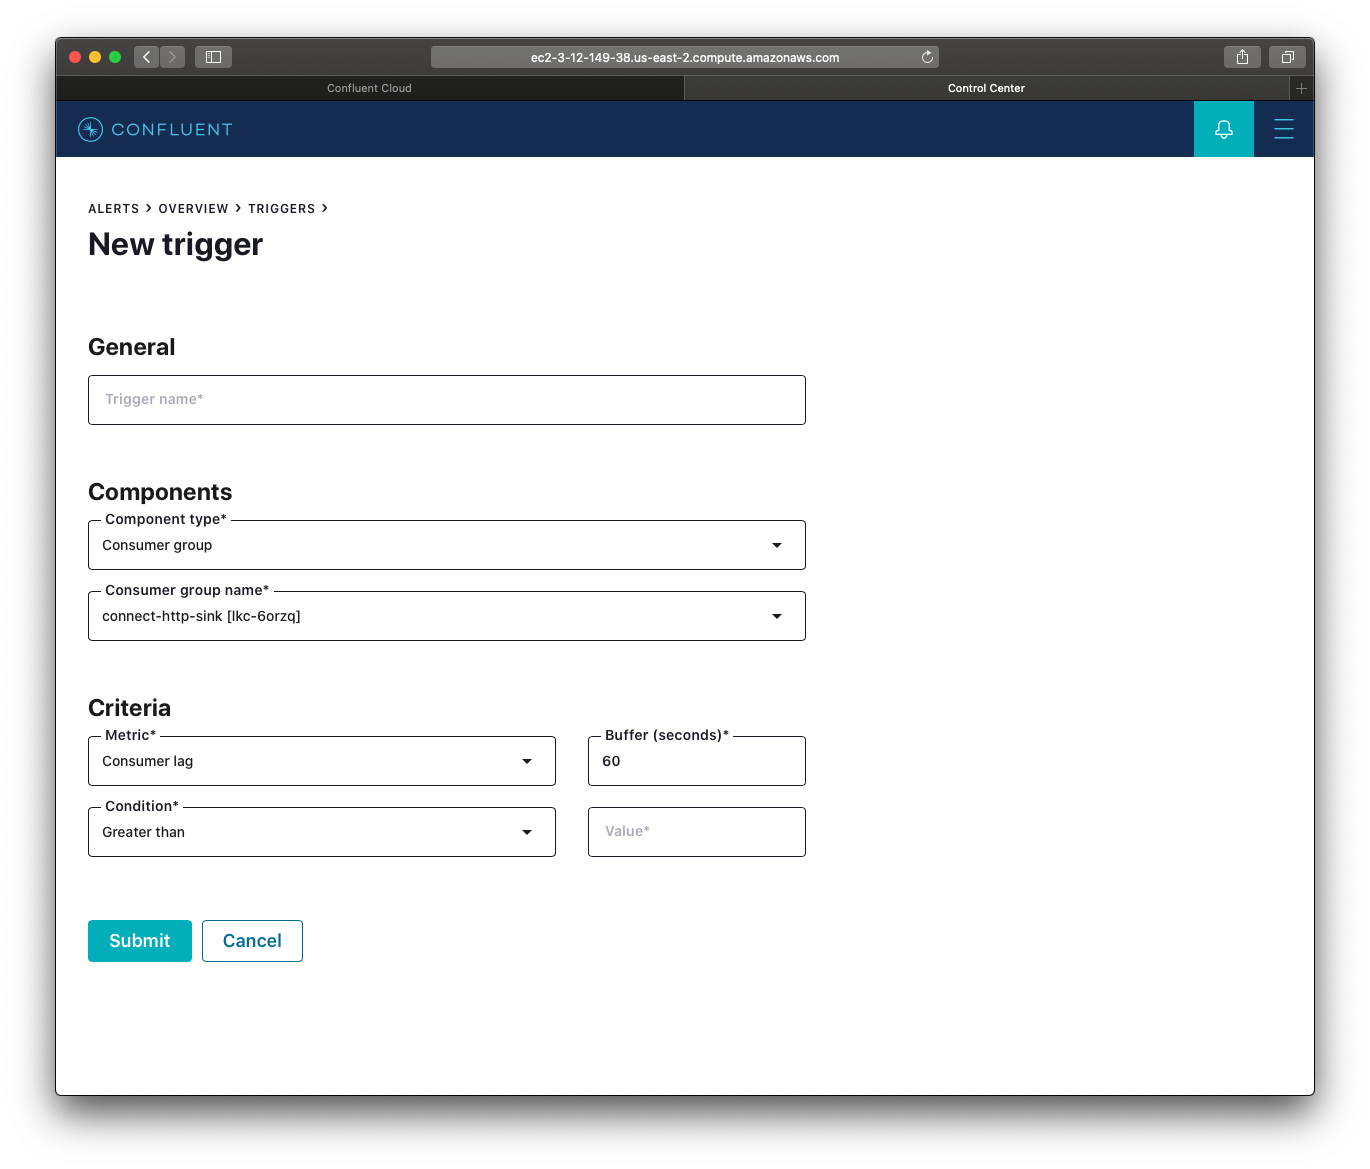 ec2-3-12-149-38.us-east-2.compute.amazonaws.com
Confluent Cloud
Control Center
CONFLUENT
ALERTS > OVERVIEW > TRIGGERS >
New trigger
General
Trigger name*
Components
Component type*
Consumer group
Consumer group name*
connect-http-sink [lkc-6orzq]
Criteria
Metric*
Consumer lag
Buffer (seconds)*
60
Condition*
Greater than
Value*
Submit
Cancel